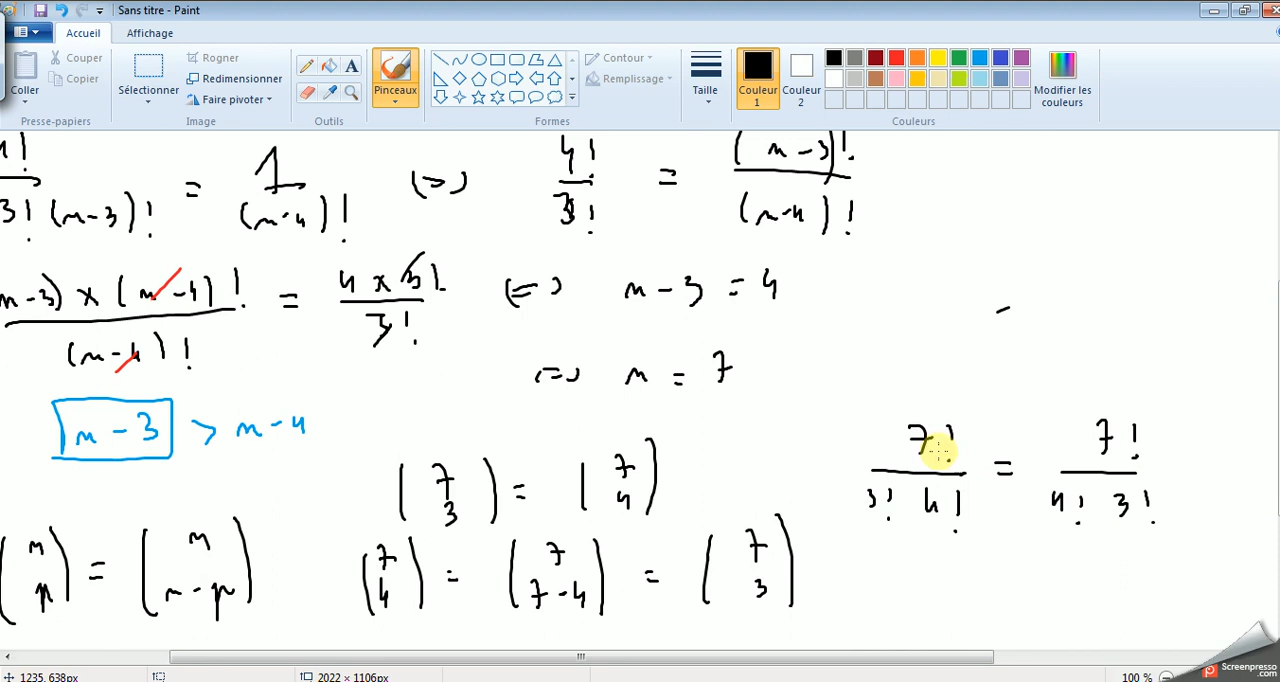 Sans titre - Paint
Accueil Affichage
Coller
Couper
Copier
Presse-papiers
Sélectionner
Rogner
Redimensionner
Faire pivoter
Image
A
Outils
Pinceaux
Contour
Remplissage
Formes
Taille
Couleur 1
Couleur 2
Modifier les couleurs
Couleurs
4! / 3! (n-3)! = 1 / (n-4)! <=> 4! / 3! = (n-3)! / (n-4)!
(n-3) x (n-4)! / (n-4)! = 4 x 3! / 3! <=> n - 3 = 4
<=> n = 7
n - 3 > n - 4
(7 3) = (7 4)
7! / 3! 4! = 7! / 4! 3!
(n p) = (n n-p)
(7 4) = (7 7-4) = (7 3)
1235, 638px
2022 × 1106px
100 %
Screenpresso
.com